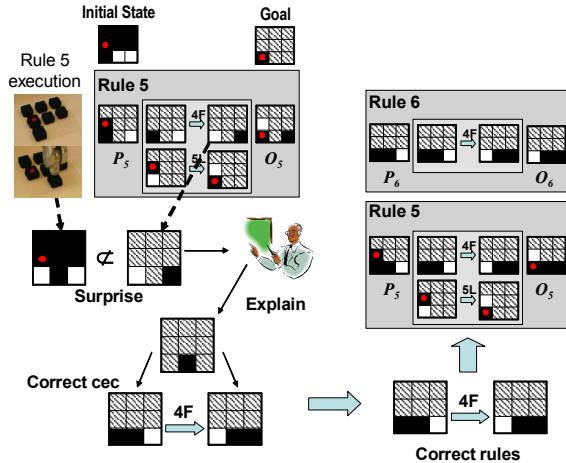 Initial State
Goal
Rule 5
execution
Rule 5
4F
P5
5L
O5
Surprise
⊄
Explain
Correct cec
4F
Rule 6
4F
P6
O6
Rule 5
4F
P5
5L
O5
4F
Correct rules